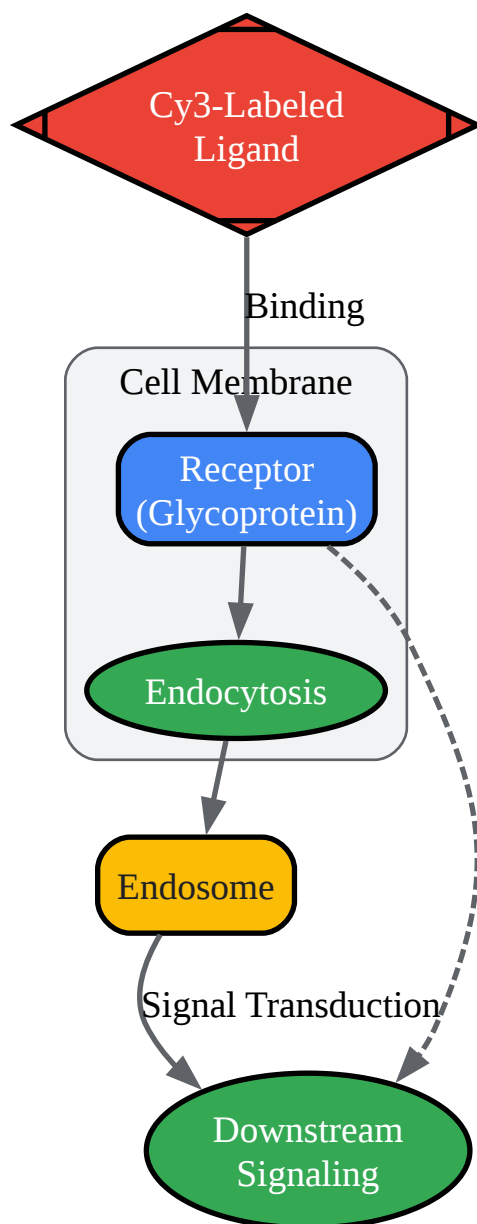 Cy3-Labeled
Ligand
Binding
Cell Membrane
Receptor
(Glycoprotein)
Endocytosis
Endosome
Signal Transduction
Downstream
Signaling